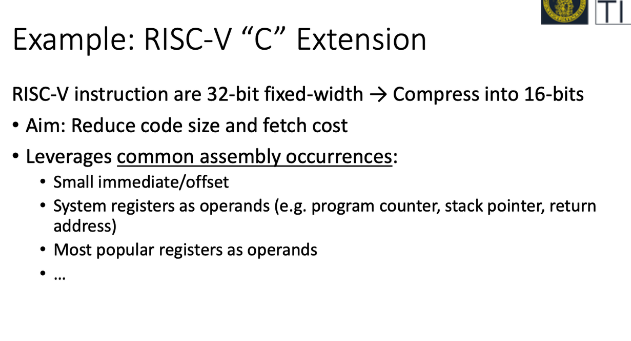 TI
Example: RISC-V “C” Extension
RISC-V instruction are 32-bit fixed-width → Compress into 16-bits
• Aim: Reduce code size and fetch cost
• Leverages common assembly occurrences:
• Small immediate/offset
• System registers as operands (e.g. program counter, stack pointer, return
address)
• Most popular registers as operands
• ...